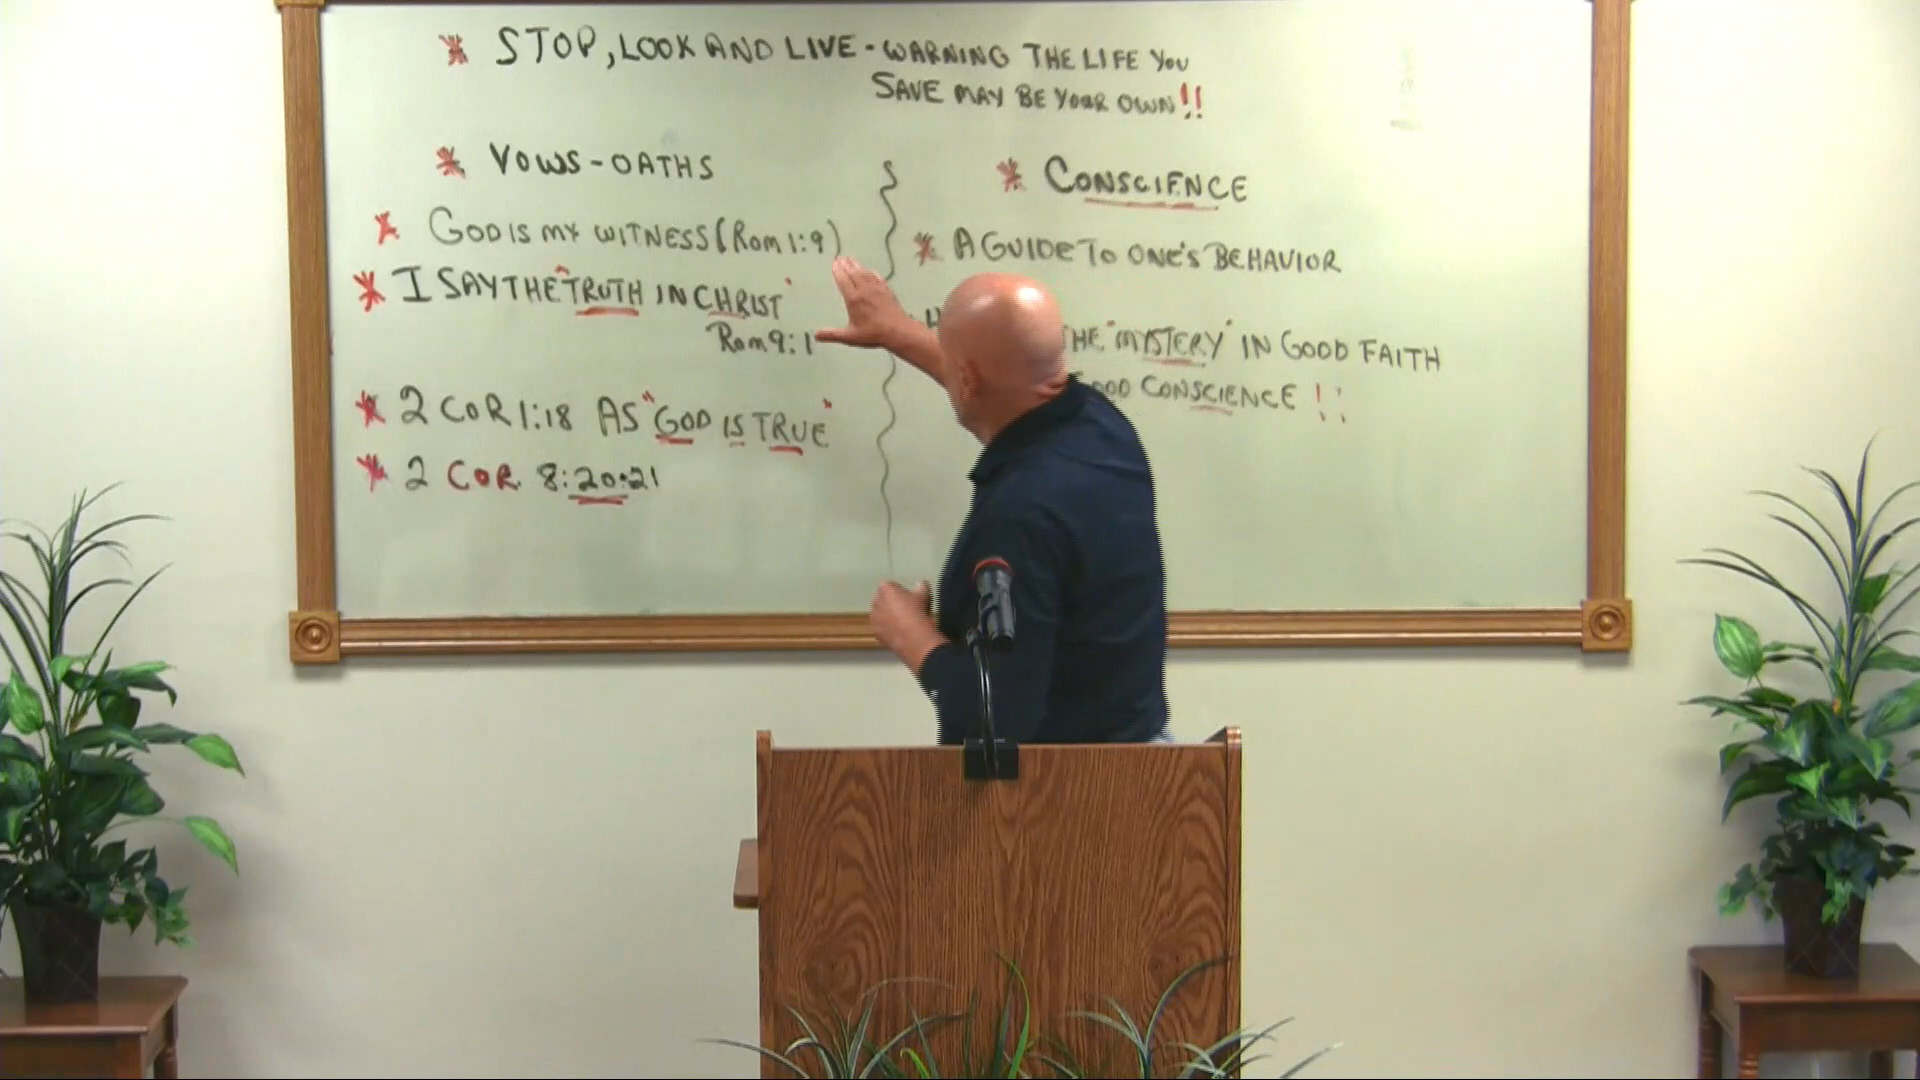 * STOP, LOOK AND LIVE - WARNING THE LIFE YOU
SAVE MAY BE YOUR OWN!!
* VOWS - OATHS
* GOD IS MY WITNESS (Rom 1:9)
* I SAY THE "TRUTH IN CHRIST"
Rom 9:1
* 2 COR 1:18 AS "GOD IS TRUE"
* 2 COR. 8:20-21
* CONSCIENCE
* A GUIDE TO ONE'S BEHAVIOR
THE "MYSTERY" IN GOOD FAITH
CONSCIENCE !!